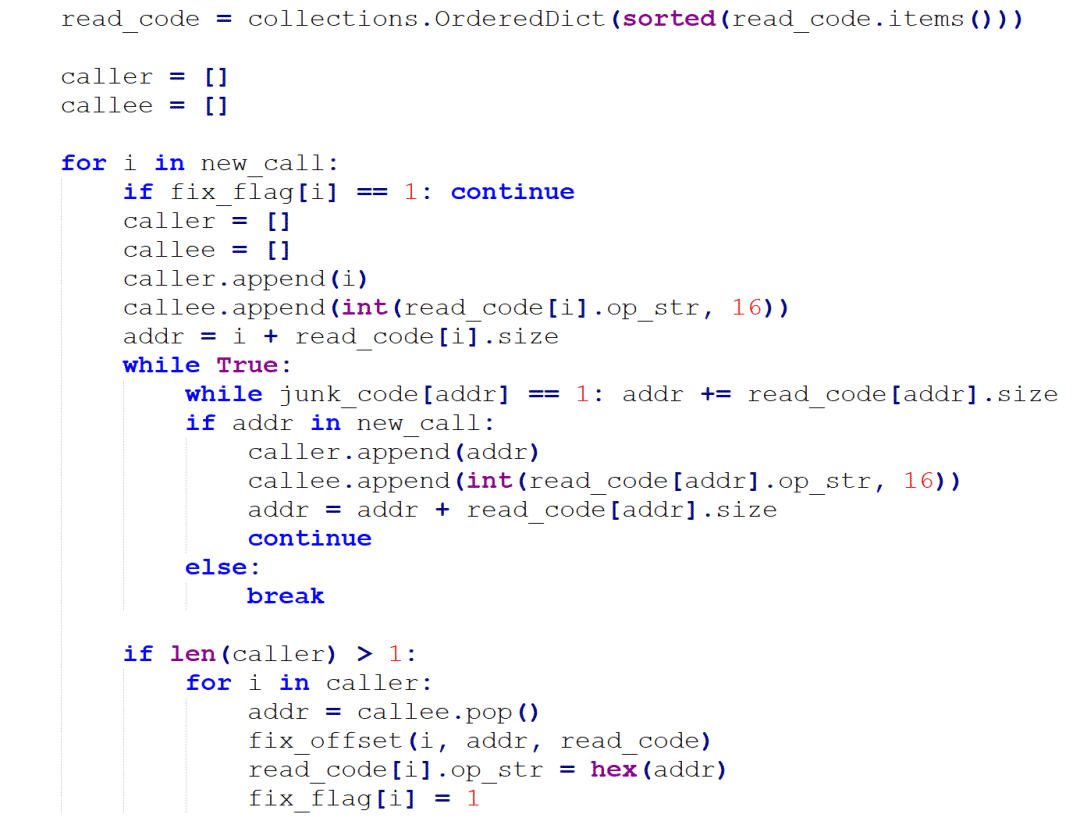 read_code = collections.OrderedDict(sorted(read_code.items()))
caller = []
callee = []
for i in new_call:
if fix_flag[i] == 1: continue
caller = []
callee = []
caller.append(i)
callee.append(int(read_code[i].op_str, 16))
addr = i + read_code[i].size
while True:
while junk_code[addr] == 1: addr += read_code[addr].size
if addr in new_call:
caller.append(addr)
callee.append(int(read_code[addr].op_str, 16))
addr = addr + read_code[addr].size
continue
else:
break
if len(caller) > 1:
for i in caller:
addr = callee.pop()
fix_offset(i, addr, read_code)
read_code[i].op_str = hex(addr)
fix_flag[i] = 1